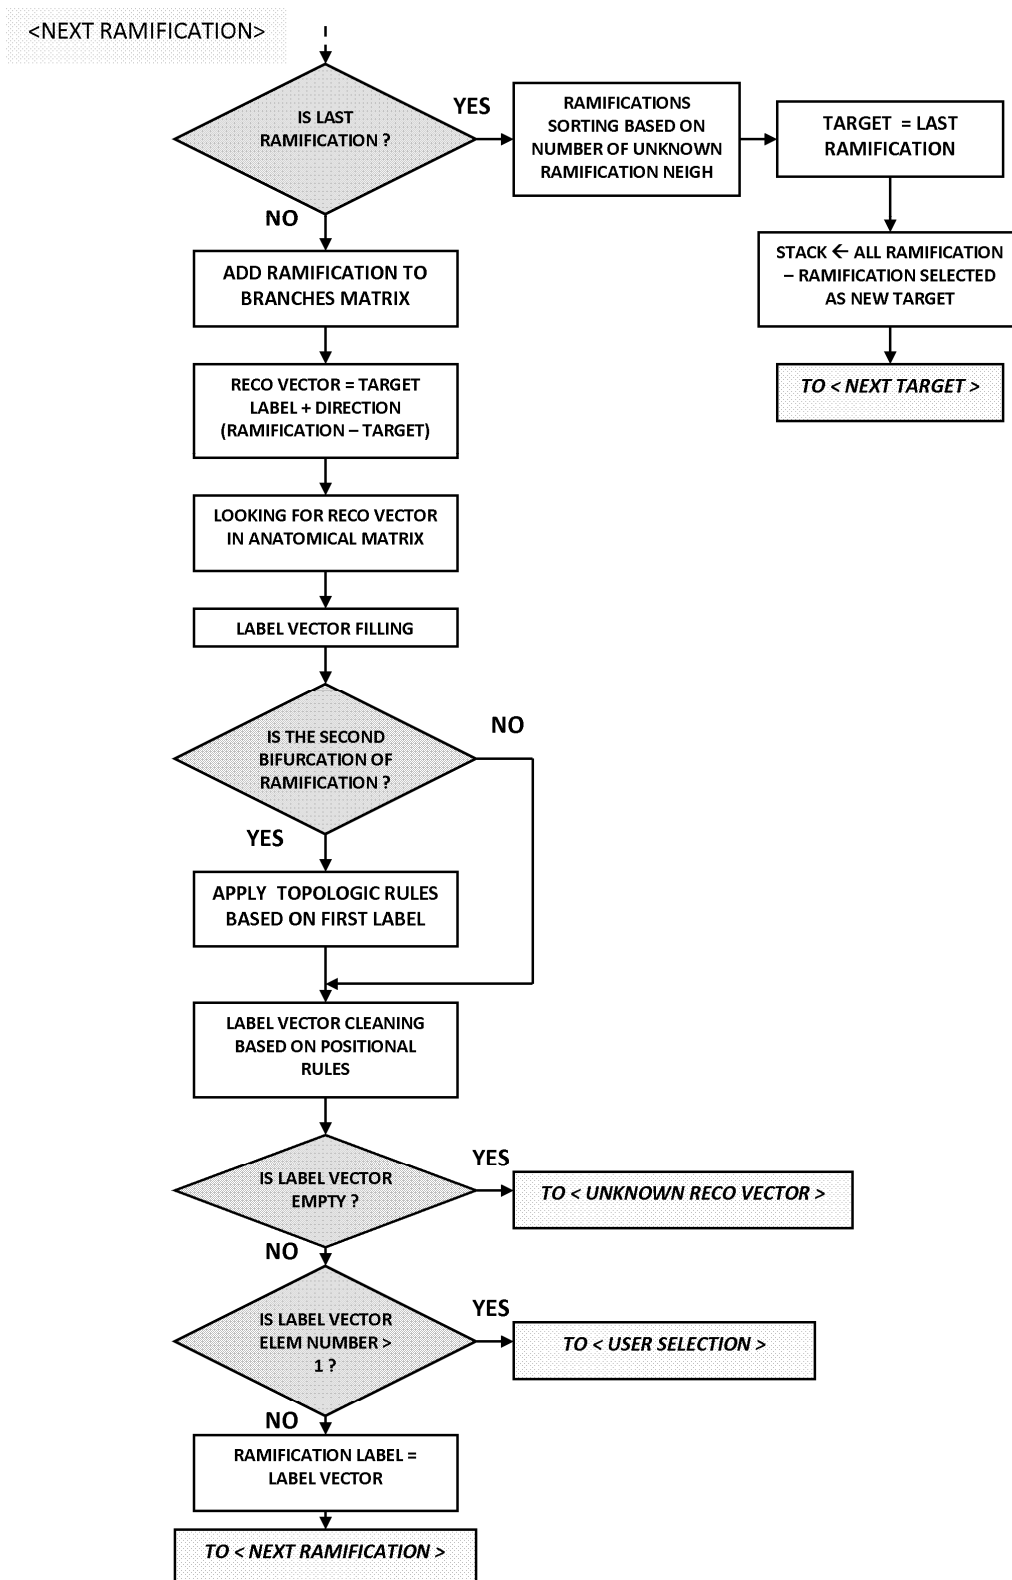 <NEXT RAMIFICATION>
IS LAST
RAMIFICATION ?
YES
NO
RAMIFICATIONS
SORTING BASED ON
NUMBER OF UNKNOWN
RAMIFICATION NEIGH
TARGET = LAST
RAMIFICATION
STACK ← ALL RAMIFICATION
– RAMIFICATION SELECTED
AS NEW TARGET
TO < NEXT TARGET >
ADD RAMIFICATION TO
BRANCHES MATRIX
RECO VECTOR = TARGET
LABEL + DIRECTION
(RAMIFICATION – TARGET)
LOOKING FOR RECO VECTOR
IN ANATOMICAL MATRIX
LABEL VECTOR FILLING
IS THE SECOND
BIFURCATION OF
RAMIFICATION ?
NO
YES
APPLY TOPOLOGIC RULES
BASED ON FIRST LABEL
LABEL VECTOR CLEANING
BASED ON POSITIONAL
RULES
IS LABEL VECTOR
EMPTY ?
YES
TO < UNKNOWN RECO VECTOR >
NO
IS LABEL VECTOR
ELEM NUMBER >
1 ?
YES
TO < USER SELECTION >
NO
RAMIFICATION LABEL =
LABEL VECTOR
TO < NEXT RAMIFICATION >